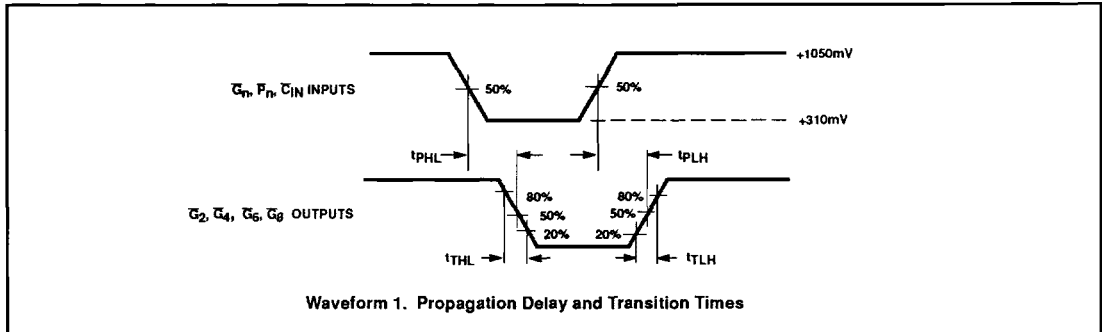 +1050mV
G̅n, P̅n, C̅IN INPUTS
50%
50%
+310mV
tPHL
tPLH
80%
80%
G̅2, G̅4, G̅6, G̅8 OUTPUTS
50%
50%
20%
20%
tTHL
tTLH
Waveform 1. Propagation Delay and Transition Times